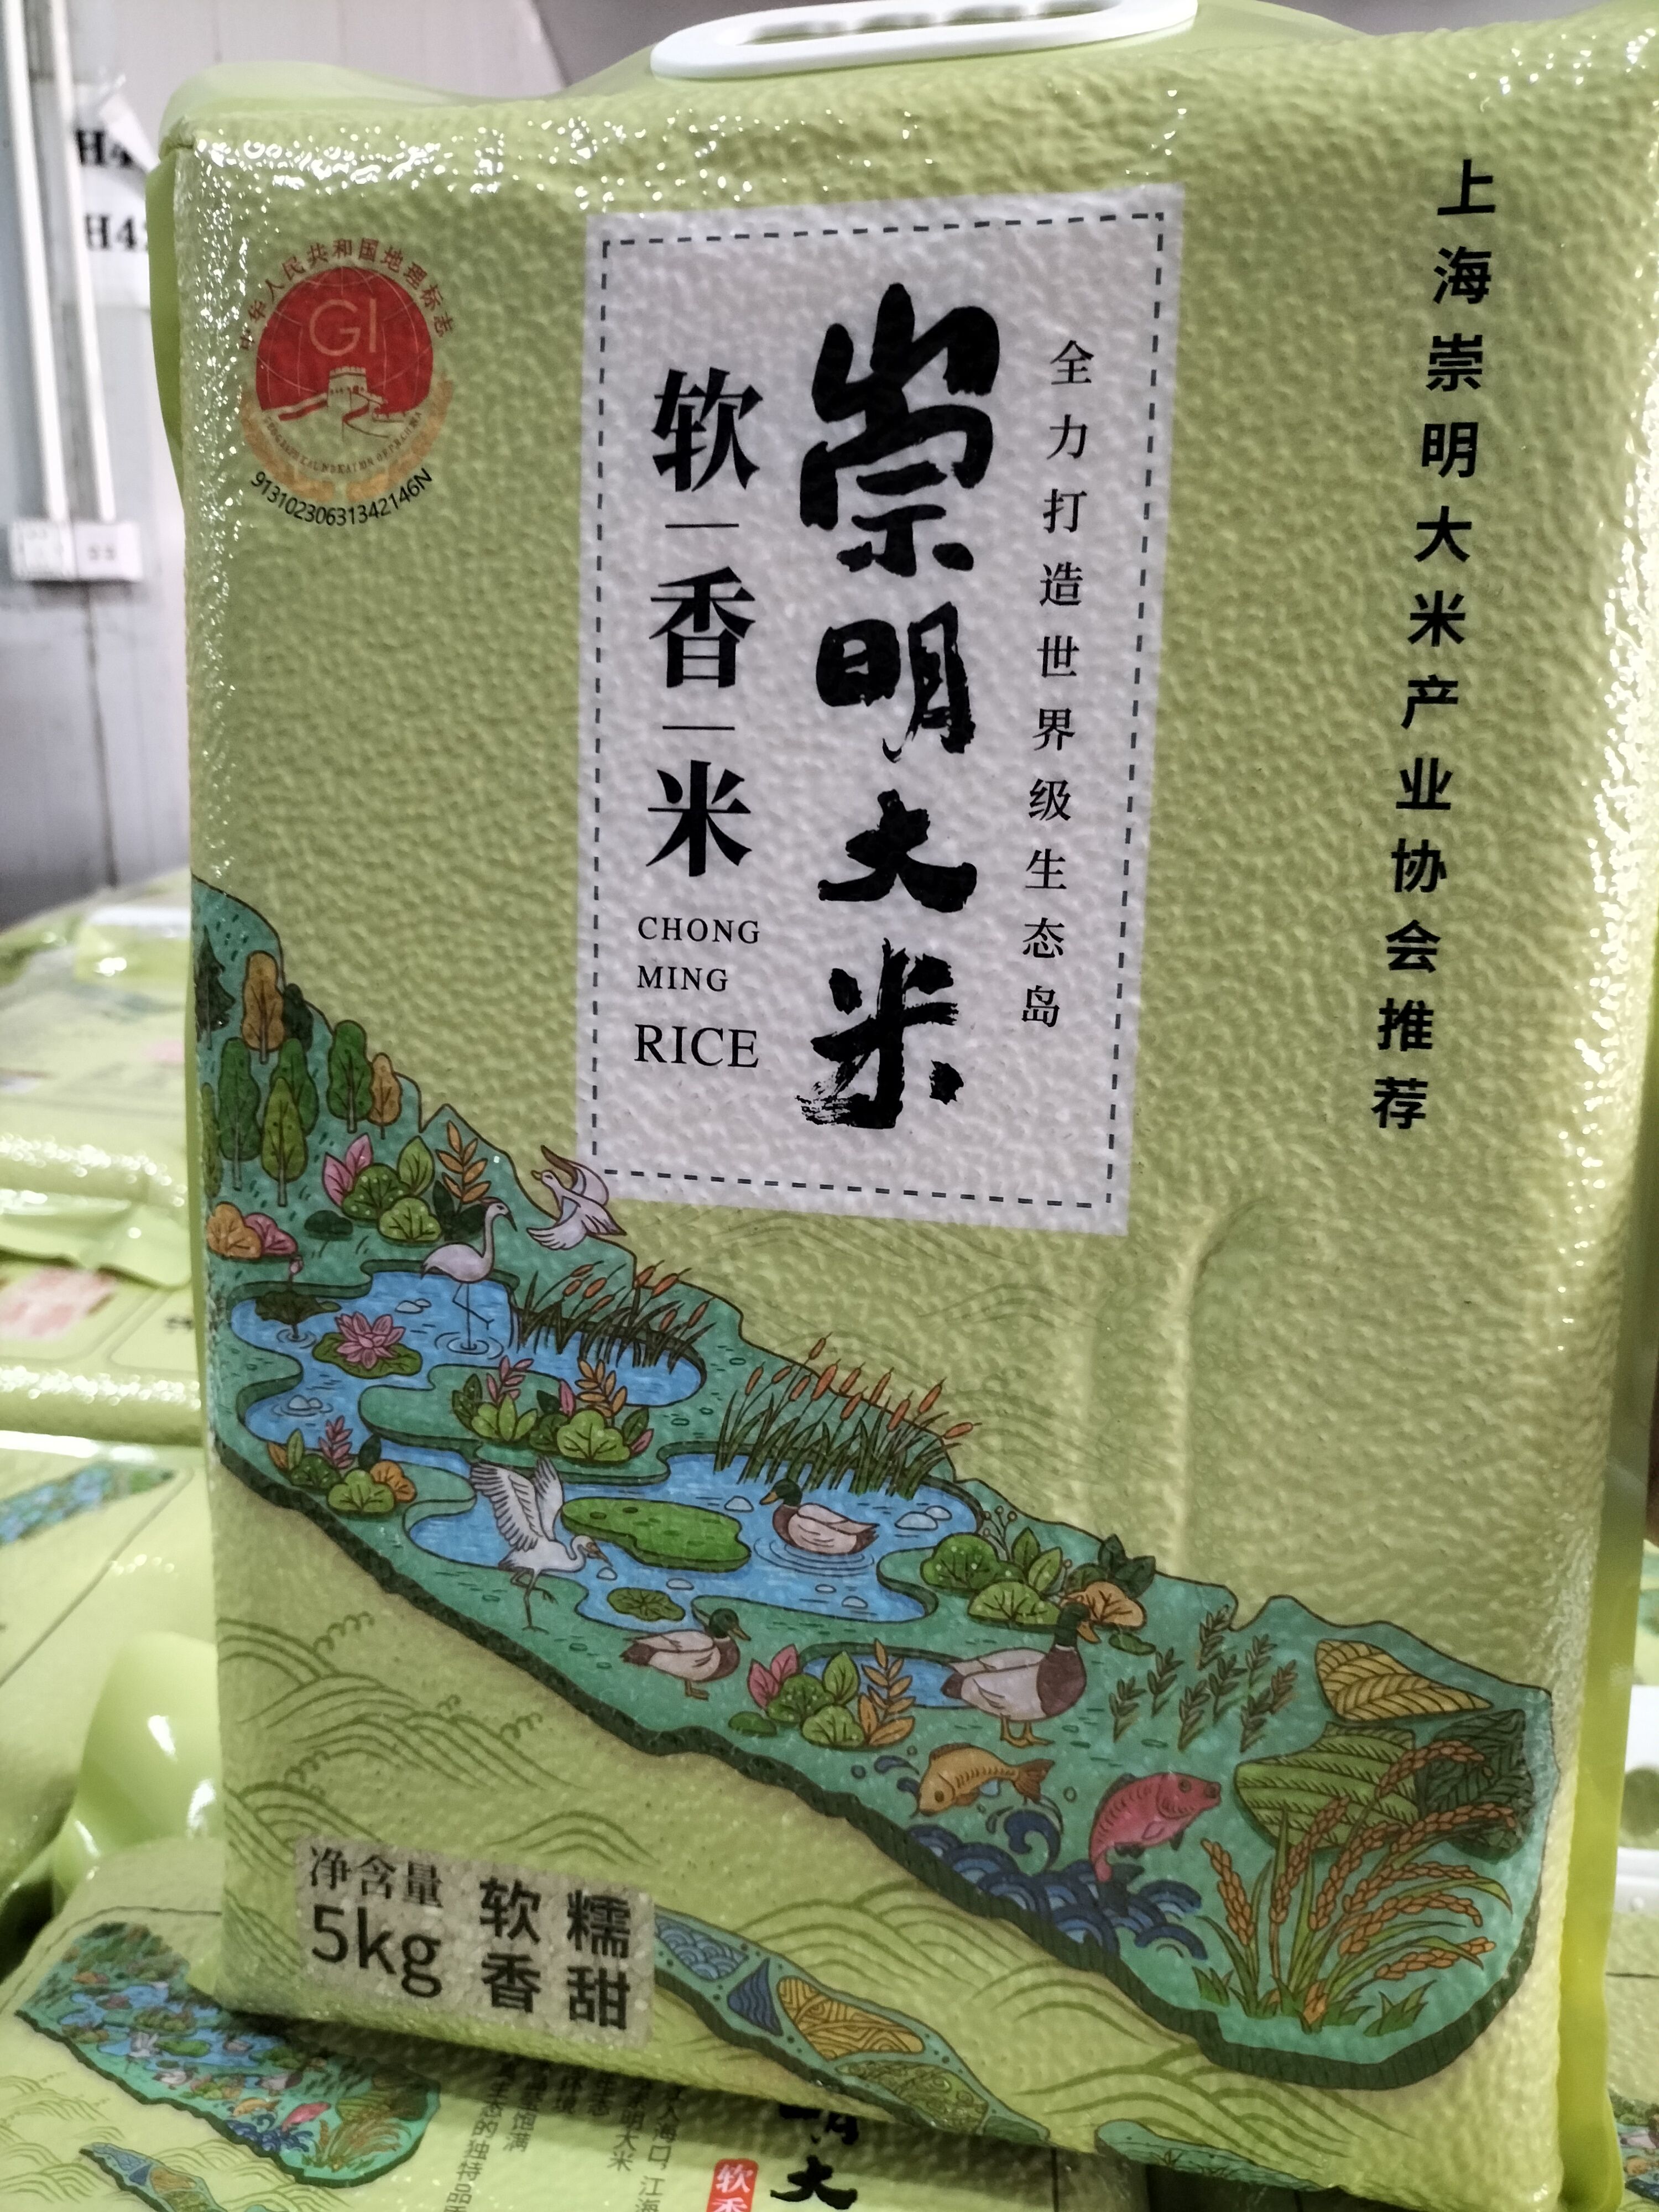 上海崇明大米产业协会推荐
全力打造世界级生态岛
崇明大米
软香米
CHONG
MING
RICE
中华人民共和国地理标志
GI
91310230631342146N
净含量
5kg
糯甜
软香